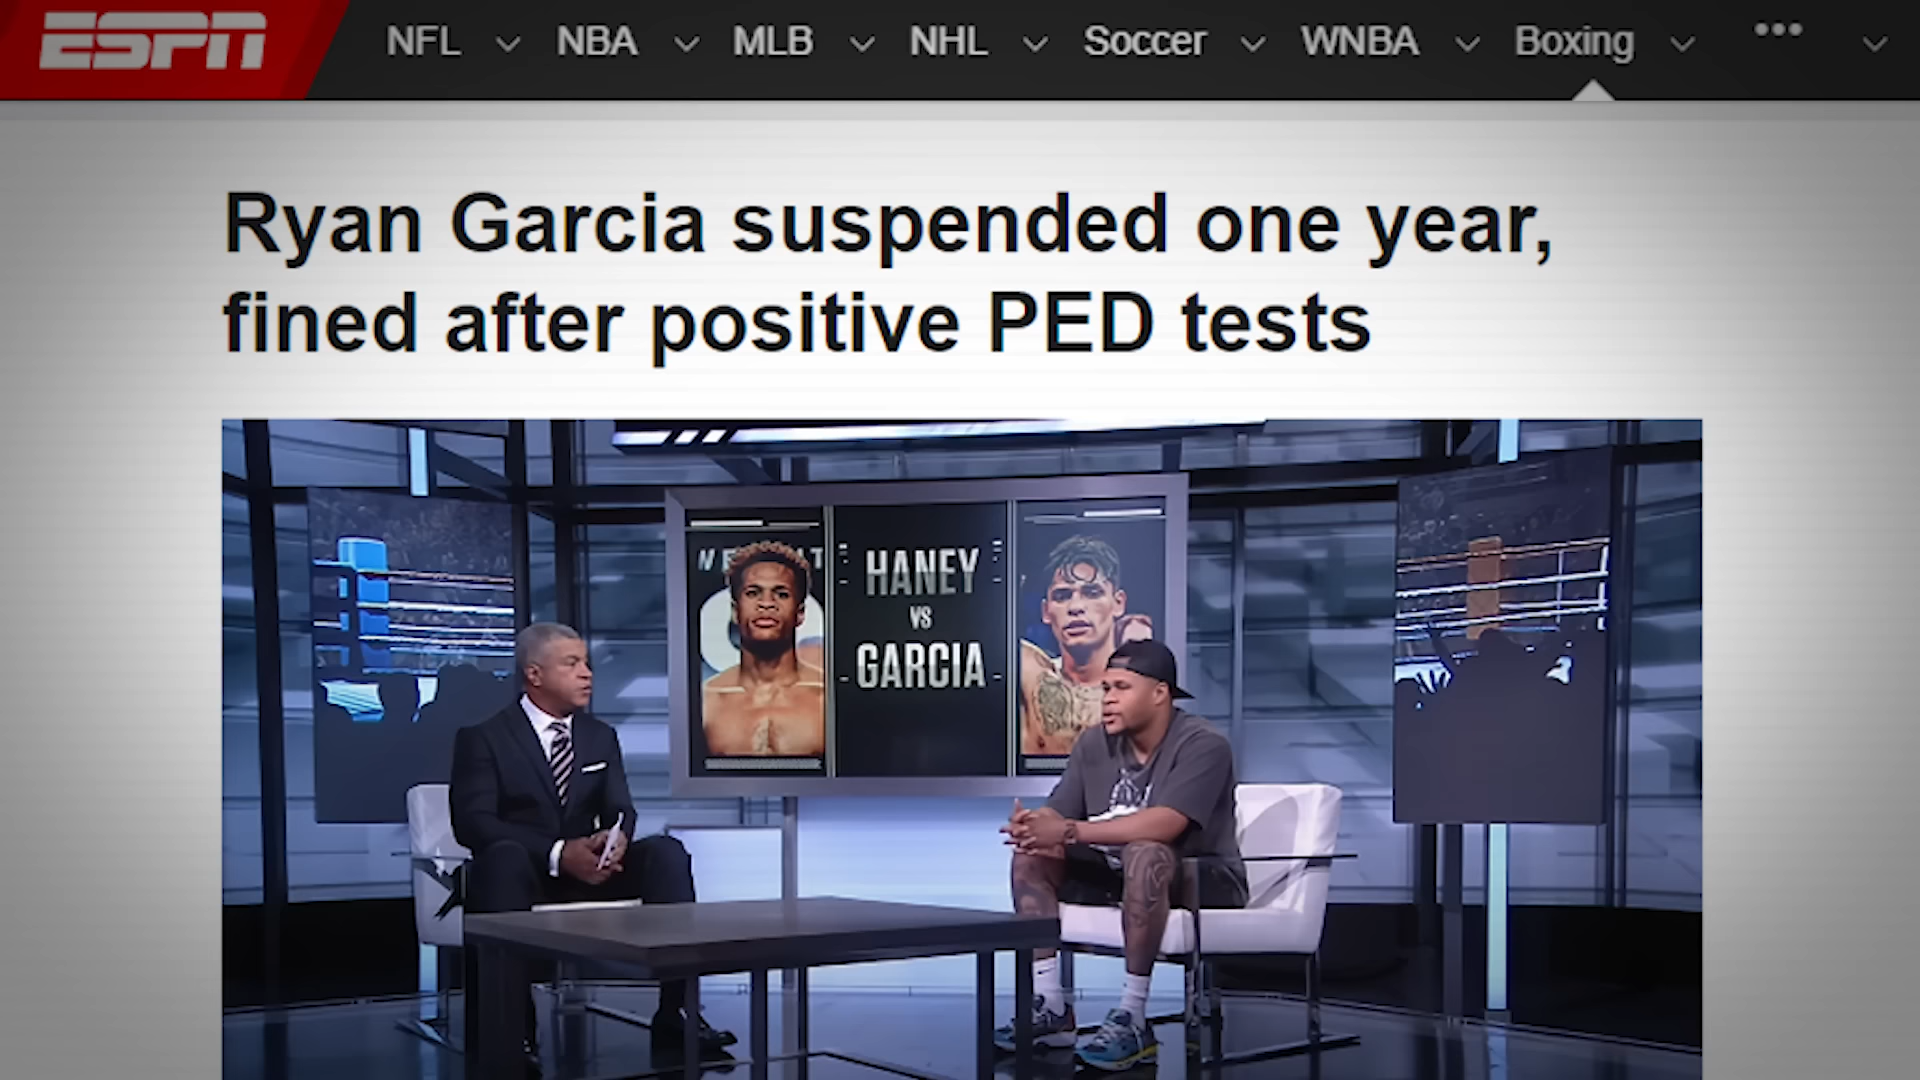 ESPN
NFL NBA MLB NHL Soccer WNBA Boxing
Ryan Garcia suspended one year,
fined after positive PED tests
HANEY
VS
GARCIA